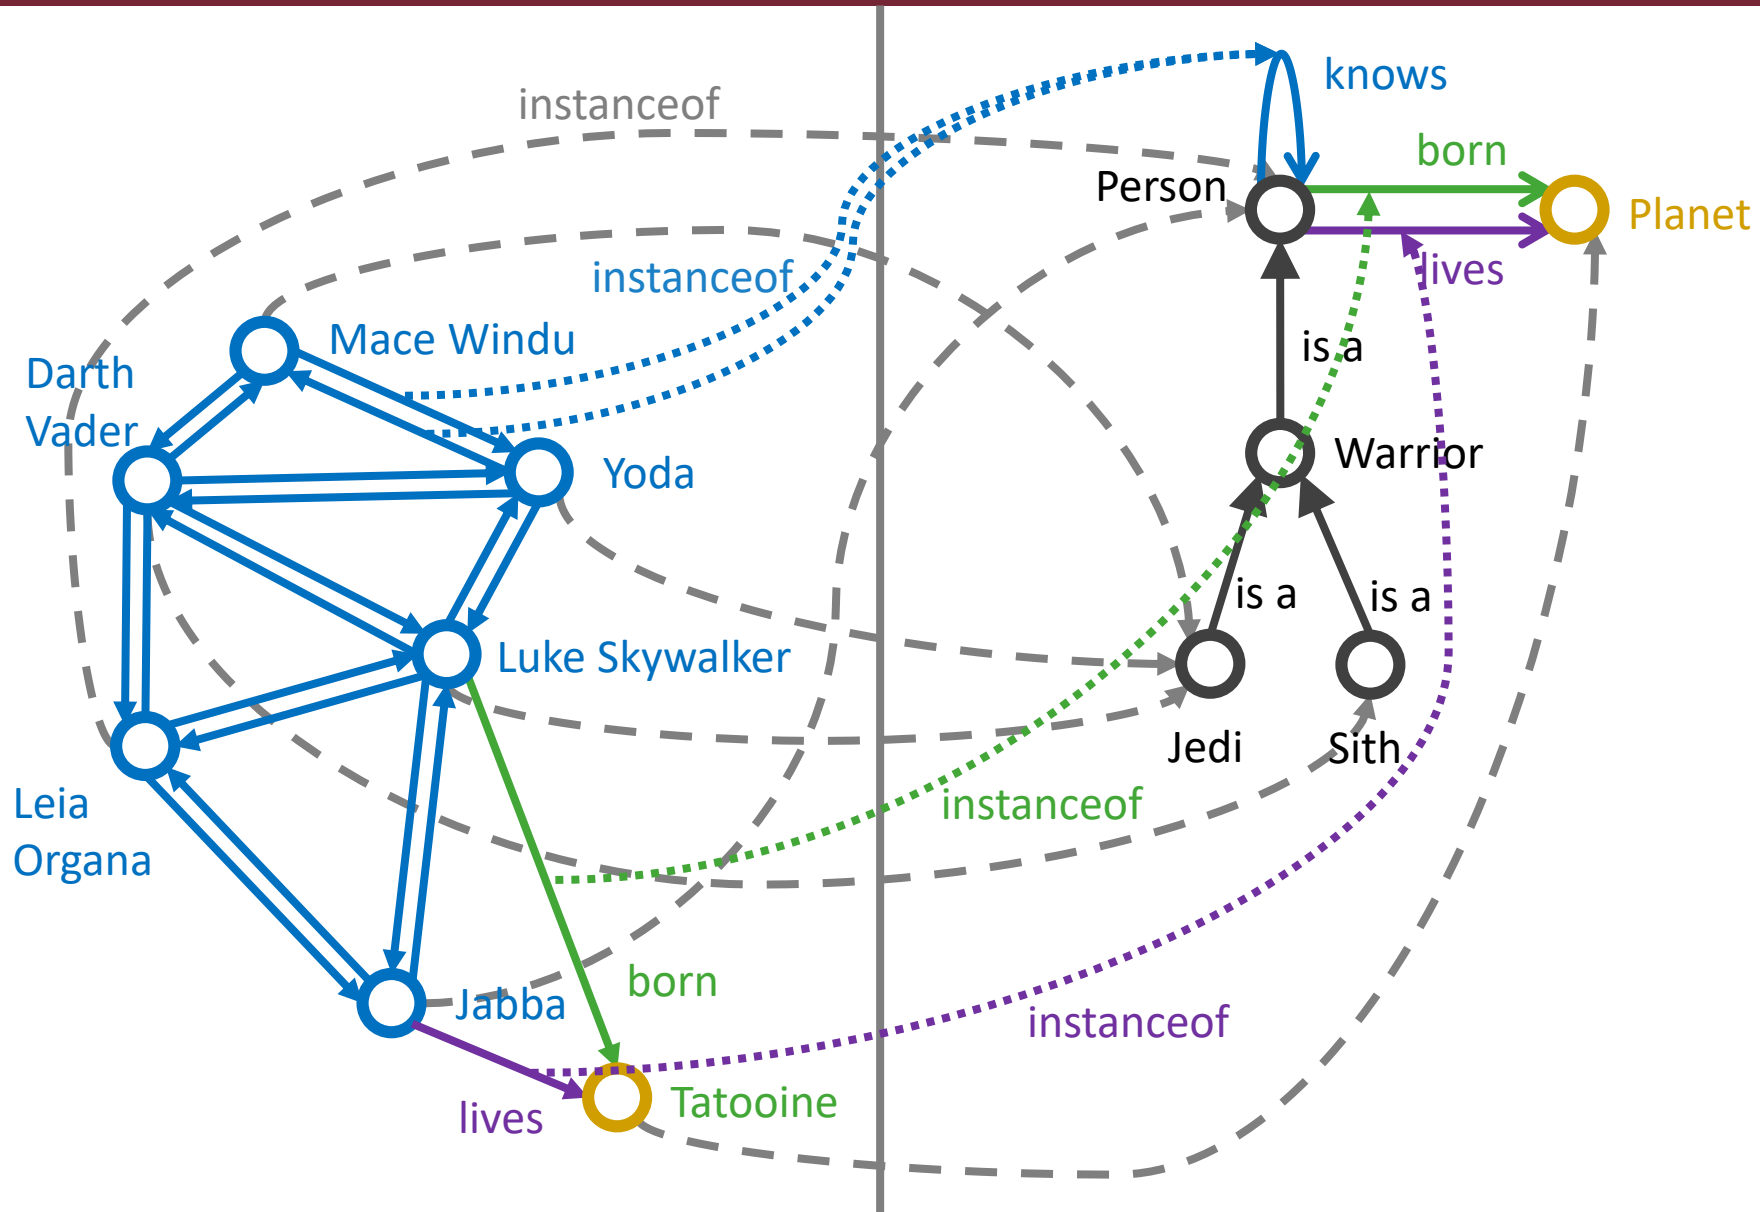 knows
instanceof
born
Person
Planet
instanceof
lives
Mace Windu
is a
Darth
Vader
Warrior
Yoda
is a
is a
Luke Skywalker
Jedi
Sith
Leia
Organa
instanceof
born
Jabba
instanceof
Tatooine
lives